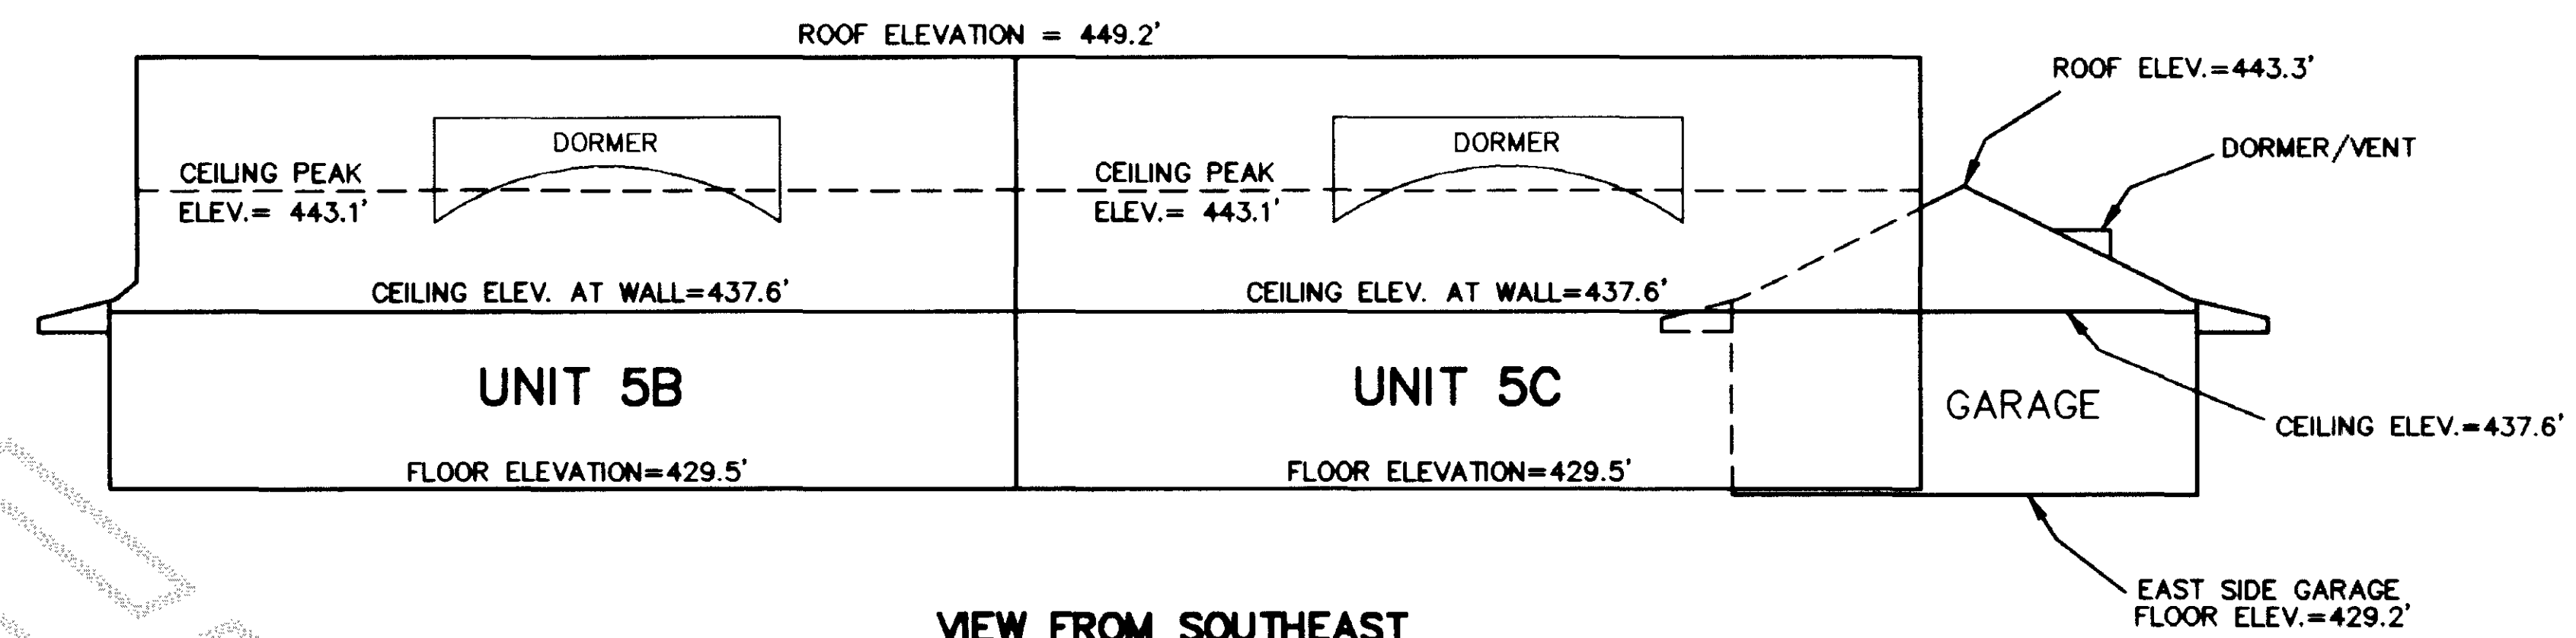 ROOF ELEVATION = 449.2'
ROOF ELEV.=443.3'
DORMER
DORMER
DORMER/VENT
CEILING PEAK
ELEV.= 443.1'
CEILING PEAK
ELEV.= 443.1'
CEILING ELEV. AT WALL=437.6'
CEILING ELEV. AT WALL=437.6'
UNIT 5B
UNIT 5C
GARAGE
CEILING ELEV.=437.6'
FLOOR ELEVATION=429.5'
FLOOR ELEVATION=429.5'
EAST SIDE GARAGE
FLOOR ELEV.=429.2'
VIEW FROM SOUTHEAST